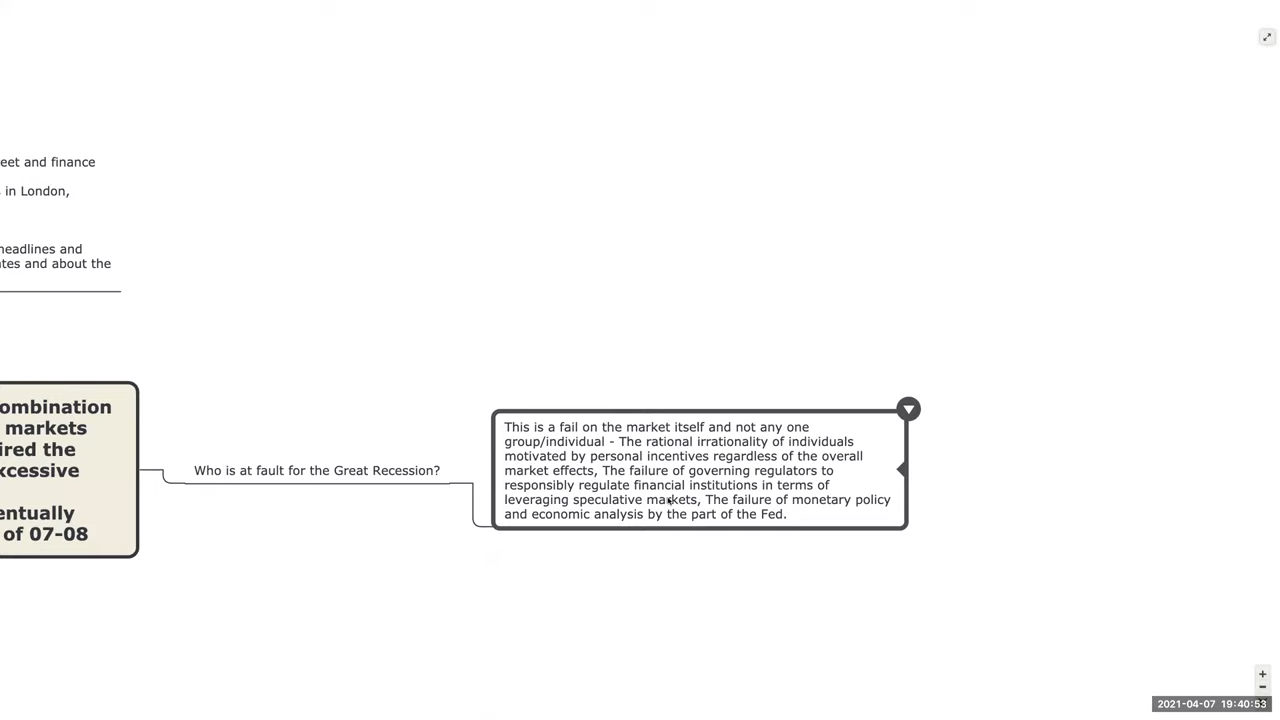 eet and finance
in London,
headlines and
ates and about the
ombination
markets
ired the
xcessive
entually
of 07-08
Who is at fault for the Great Recession?
This is a fail on the market itself and not any one
group/individual - The rational irrationality of individuals
motivated by personal incentives regardless of the overall
market effects, The failure of governing regulators to
responsibly regulate financial institutions in terms of
leveraging speculative markets, The failure of monetary policy
and economic analysis by the part of the Fed.
2021-04-07 19:40:53